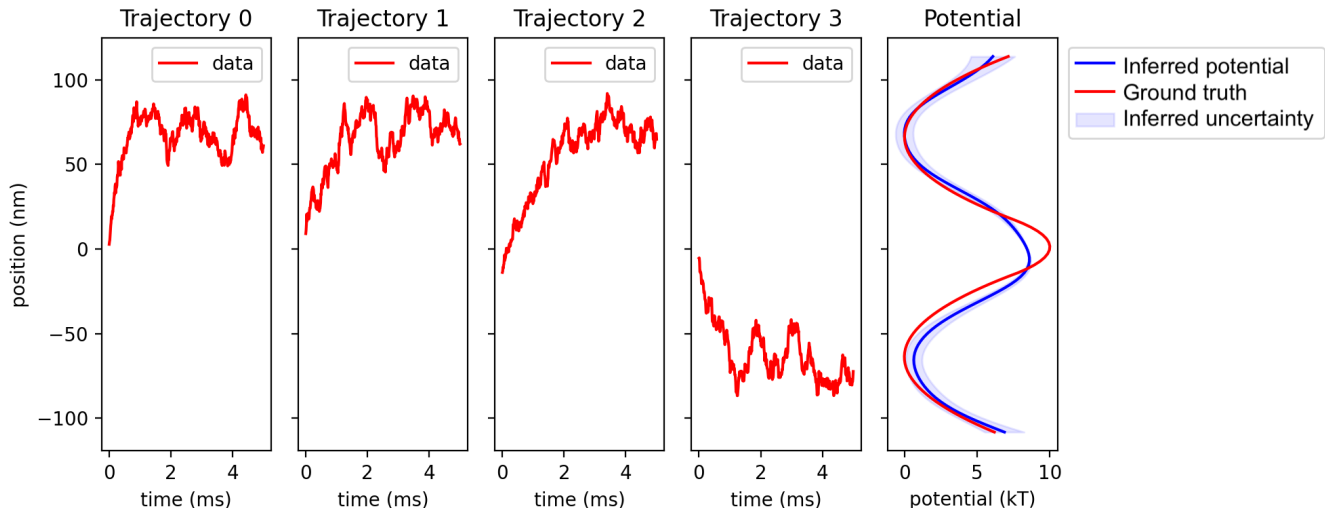 Trajectory 0
Trajectory 1
Trajectory 2
Trajectory 3
Potential
data
data
data
data
Inferred potential
Ground truth
Inferred uncertainty
position (nm)
100
50
0
−50
−100
0 2 4
0 2 4
0 2 4
0 2 4
0 5 10
time (ms)
time (ms)
time (ms)
time (ms)
potential (kT)